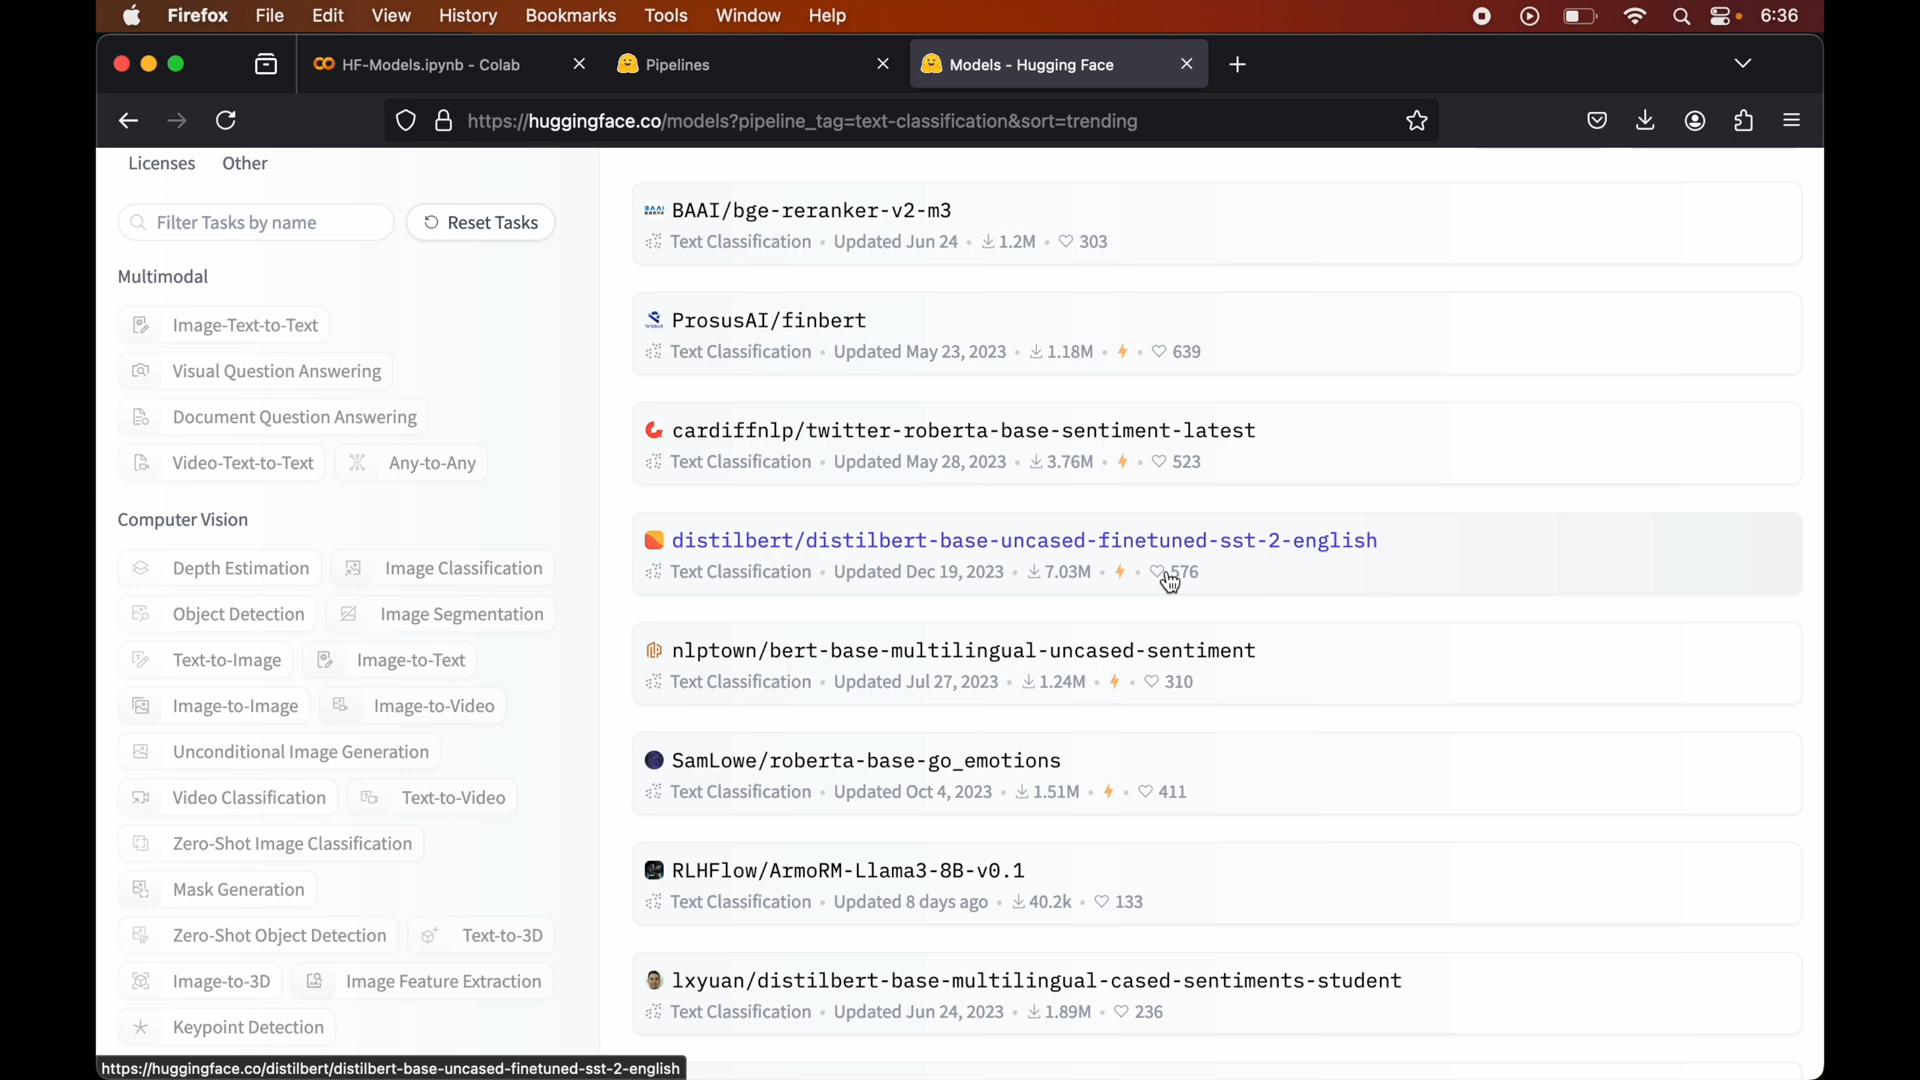 Firefox File Edit View History Bookmarks Tools Window Help 6:36
HF-Models.ipynb - Colab Pipelines Models - Hugging Face
https://huggingface.co/models?pipeline_tag=text-classification&sort=trending
Licenses Other
Filter Tasks by name Reset Tasks
Multimodal
Image-Text-to-Text
Visual Question Answering
Document Question Answering
Video-Text-to-Text Any-to-Any
Computer Vision
Depth Estimation Image Classification
Object Detection Image Segmentation
Text-to-Image Image-to-Text
Image-to-Image Image-to-Video
Unconditional Image Generation
Video Classification Text-to-Video
Zero-Shot Image Classification
Mask Generation
Zero-Shot Object Detection Text-to-3D
Image-to-3D Image Feature Extraction
Keypoint Detection
BAAI/bge-reranker-v2-m3
Text Classification • Updated Jun 24 • 1.2M • 303
ProsusAI/finbert
Text Classification • Updated May 23, 2023 • 1.18M • 639
cardiffnlp/twitter-roberta-base-sentiment-latest
Text Classification • Updated May 28, 2023 • 3.76M • 523
distilbert/distilbert-base-uncased-finetuned-sst-2-english
Text Classification • Updated Dec 19, 2023 • 7.03M • 576
nlptown/bert-base-multilingual-uncased-sentiment
Text Classification • Updated Jul 27, 2023 • 1.24M • 310
SamLowe/roberta-base-go_emotions
Text Classification • Updated Oct 4, 2023 • 1.51M • 411
RLHFlow/ArmoRM-Llama3-8B-v0.1
Text Classification • Updated 8 days ago • 40.2k • 133
lxyuan/distilbert-base-multilingual-cased-sentiments-student
Text Classification • Updated Jun 24, 2023 • 1.89M • 236
https://huggingface.co/distilbert/distilbert-base-uncased-finetuned-sst-2-english